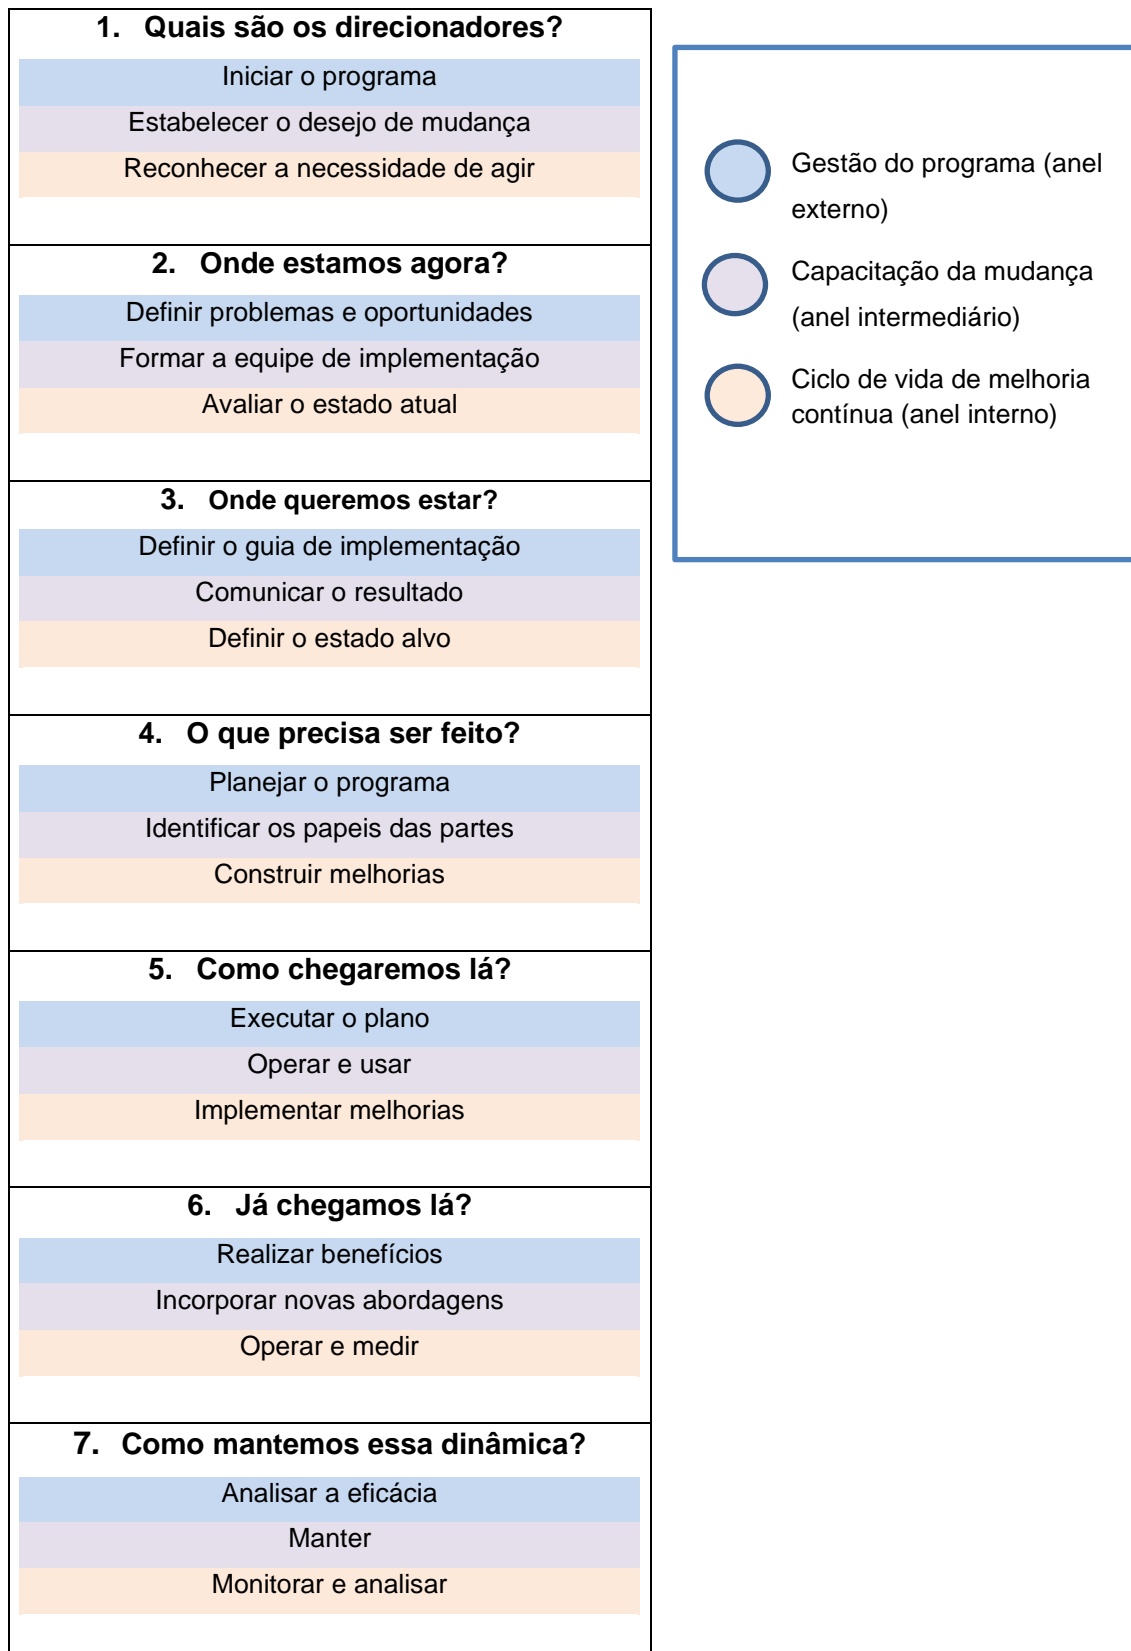 1. Quais são os direcionadores?
Iniciar o programa
Estabelecer o desejo de mudança
Reconhecer a necessidade de agir
2. Onde estamos agora?
Definir problemas e oportunidades
Formar a equipe de implementação
Avaliar o estado atual
3. Onde queremos estar?
Definir o guia de implementação
Comunicar o resultado
Definir o estado alvo
4. O que precisa ser feito?
Planejar o programa
Identificar os papeis das partes
Construir melhorias
5. Como chegaremos lá?
Executar o plano
Operar e usar
Implementar melhorias
6. Já chegamos lá?
Realizar benefícios
Incorporar novas abordagens
Operar e medir
7. Como mantemos essa dinâmica?
Analisar a eficácia
Manter
Monitorar e analisar
Gestão do programa (anel
externo)
Capacitação da mudança
(anel intermediário)
Ciclo de vida de melhoria
contínua (anel interno)